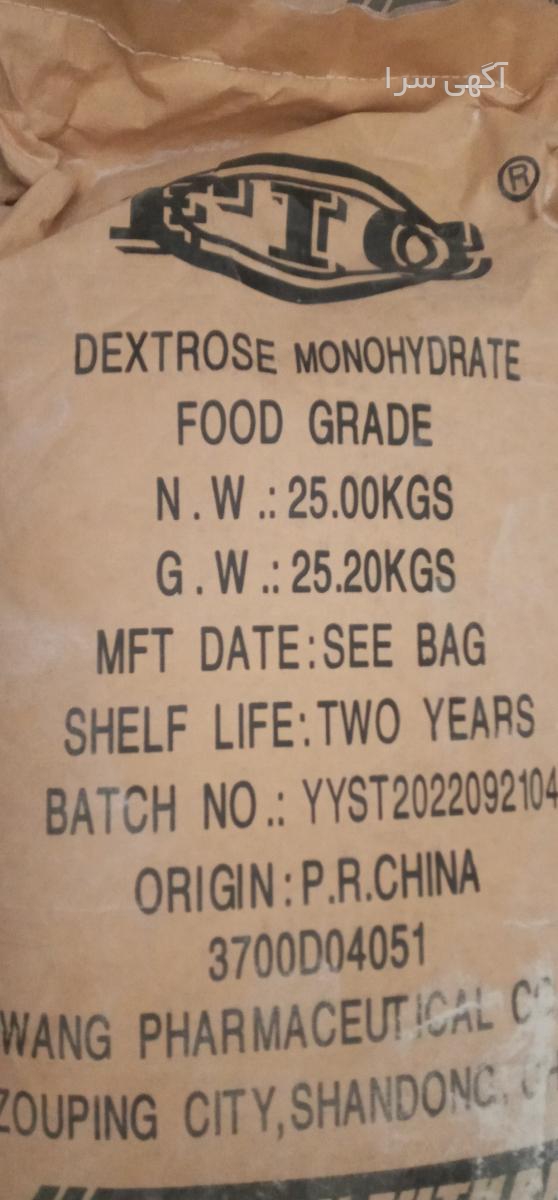 آگهی سرا
®
DEXTROSE MONOHYDRATE
FOOD GRADE
N.W.: 25.00KGS
G.W.: 25.20KGS
MFT DATE:SEE BAG
SHELF LIFE:TWO YEARS
BATCH NO.: YYST2022092104
ORIGIN:P.R.CHINA
3700D04051
WANG PHARMACEUTICAL
ZOUPING CITY,SHANDONG,